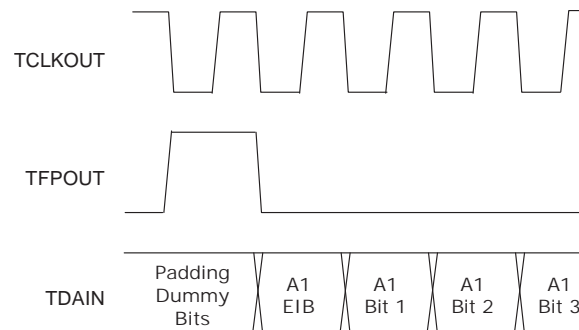 TCLKOUT
TFPOUT
TDAIN
Padding
Dummy
Bits
A1
EIB
A1
Bit 1
A1
Bit 2
A1
Bit 3